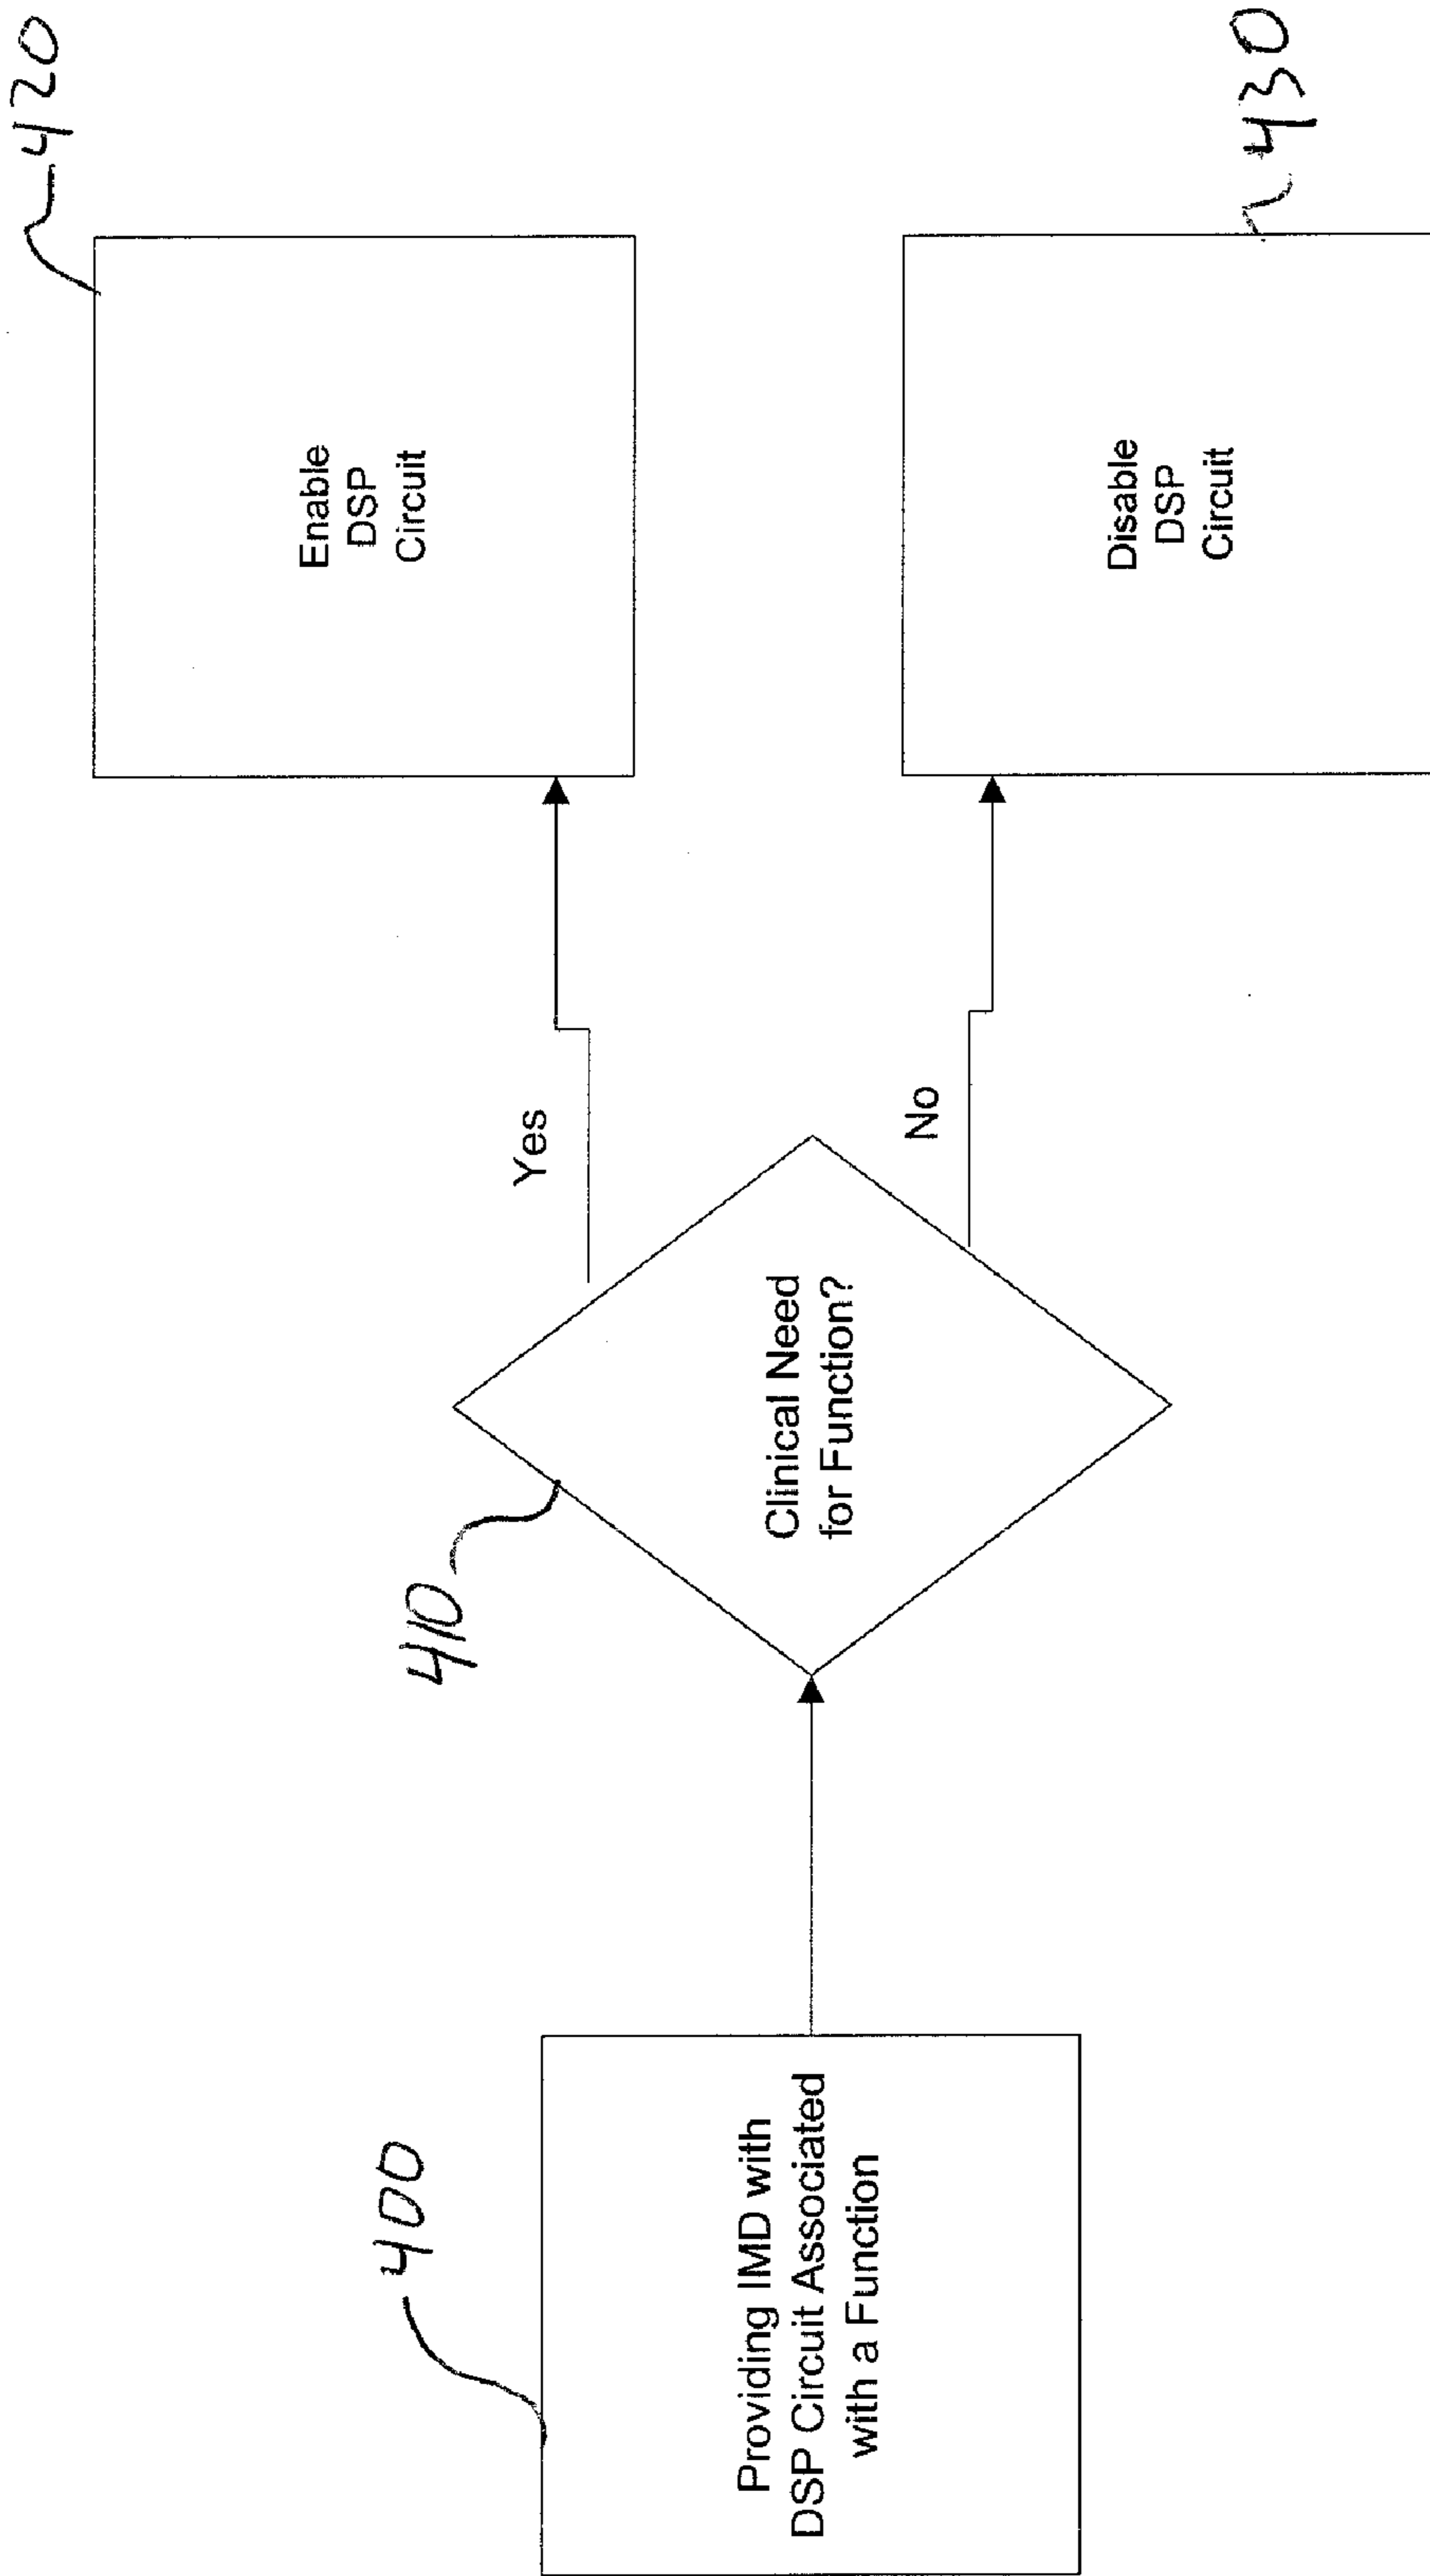 400
Providing IMD with
DSP Circuit Associated
with a Function
410
Clinical Need
for Function?
Yes
No
420
Enable
DSP
Circuit
430
Disable
DSP
Circuit